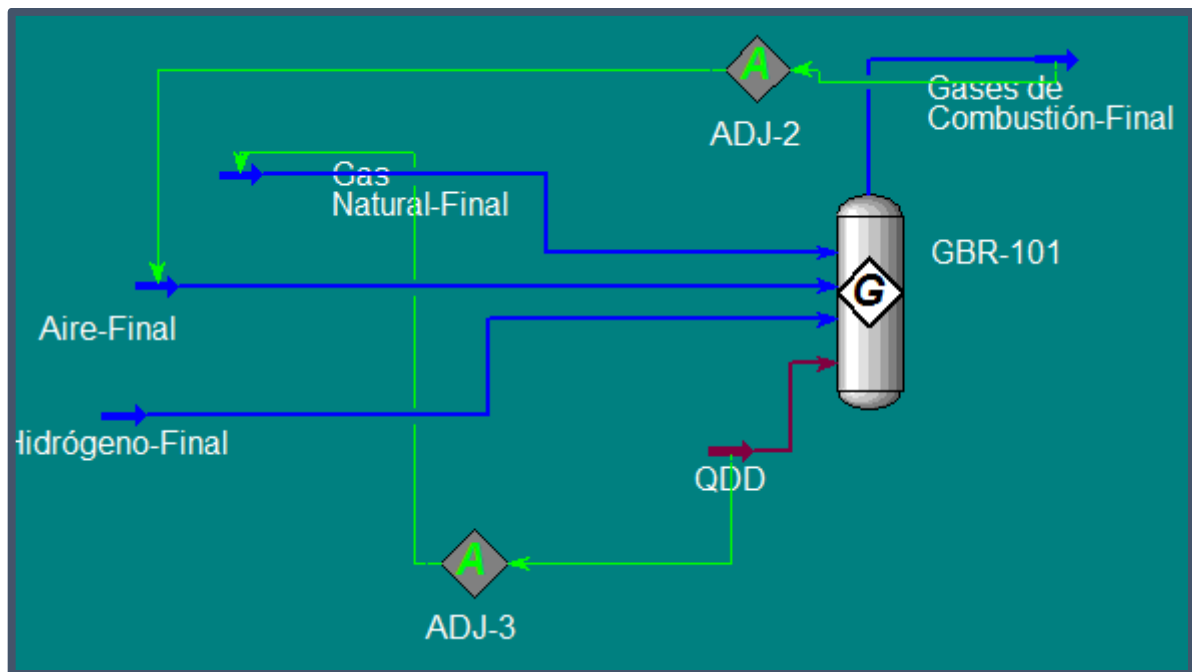 A
ADJ-2
Gases de
Combustión-Final
Gas
Natural-Final
GBR-101
G
Aire-Final
Hidrógeno-Final
QDD
A
ADJ-3